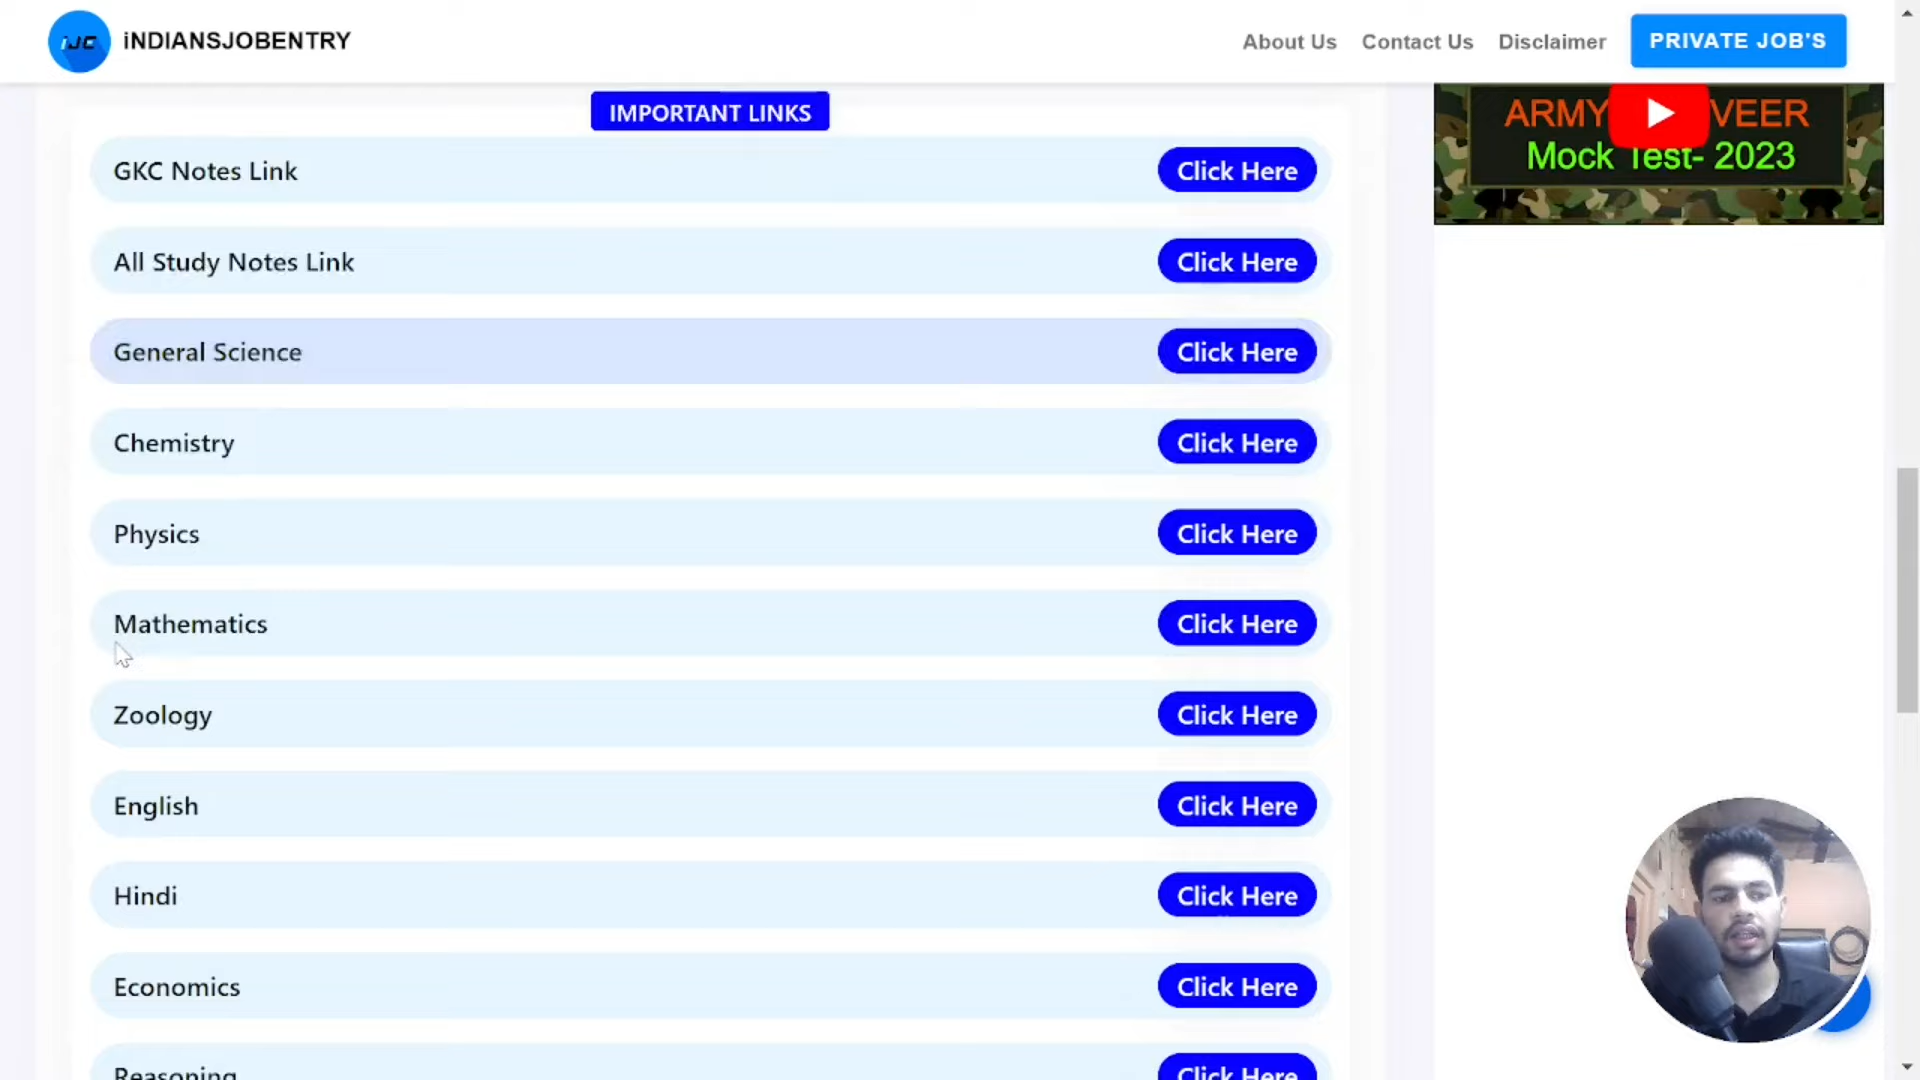 iJC iNDIANSJOBENTRY
About Us Contact Us Disclaimer PRIVATE JOB'S
IMPORTANT LINKS
GKC Notes Link Click Here
All Study Notes Link Click Here
General Science Click Here
Chemistry Click Here
Physics Click Here
Mathematics Click Here
Zoology Click Here
English Click Here
Hindi Click Here
Economics Click Here
Reasoning Click Here
ARMY VEER
Mock Test- 2023